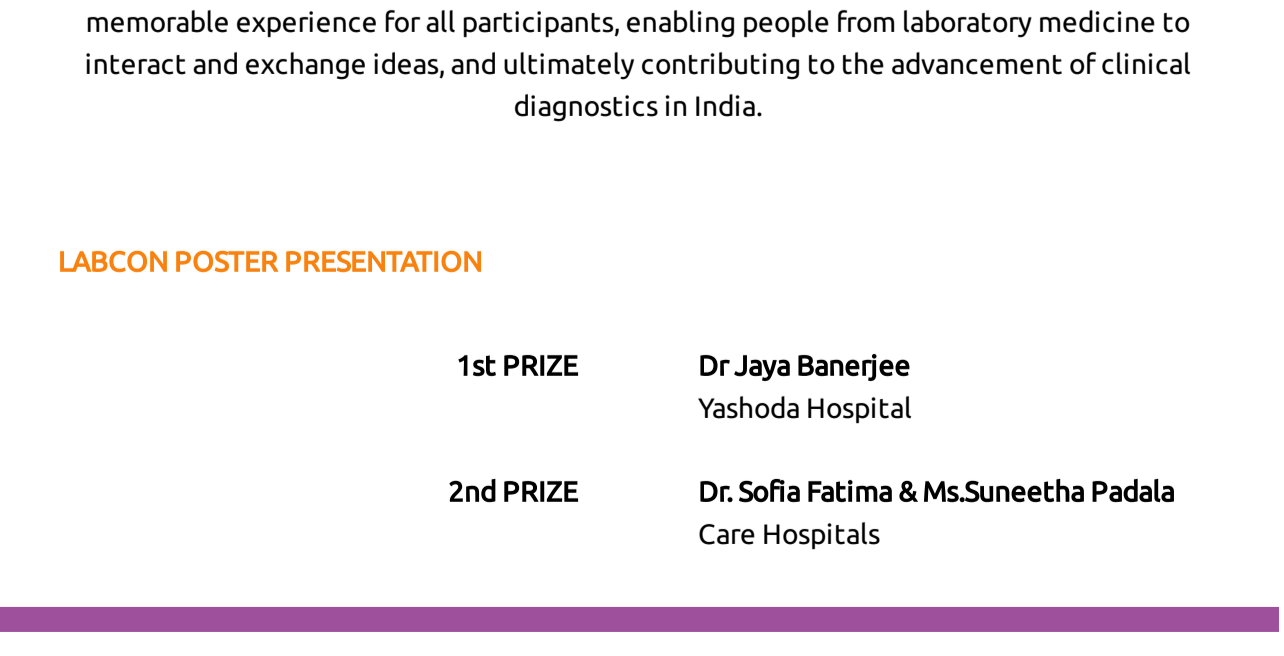 memorable experience for all participants, enabling people from laboratory medicine to
interact and exchange ideas, and ultimately contributing to the advancement of clinical
diagnostics in India.
LABCON POSTER PRESENTATION
1st PRIZE
Dr Jaya Banerjee
Yashoda Hospital
2nd PRIZE
Dr. Sofia Fatima & Ms.Suneetha Padala
Care Hospitals